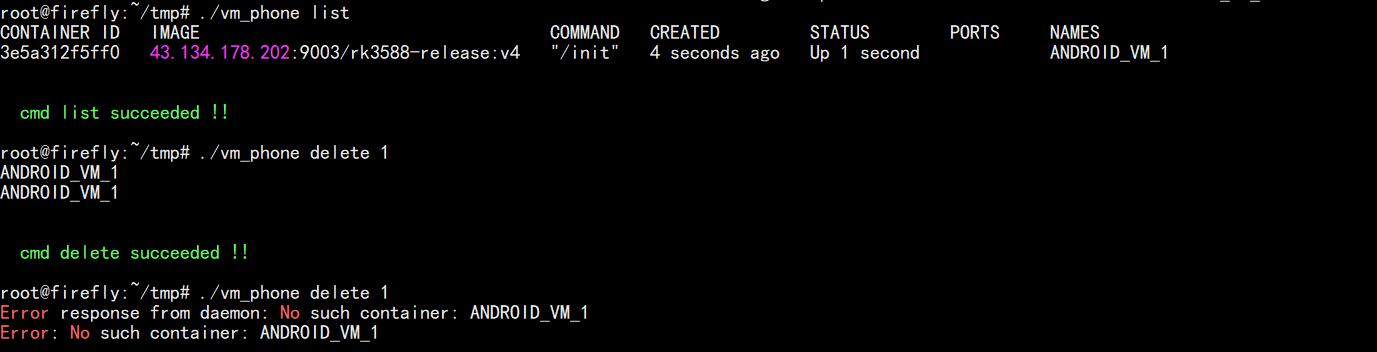 root@firefly:~/tmp# ./vm_phone list
CONTAINER ID   IMAGE                                   COMMAND   CREATED         STATUS        PORTS     NAMES
3e5a312f5ff0   43.134.178.202:9003/rk3588-release:v4   "/init"   4 seconds ago   Up 1 second             ANDROID_VM_1
cmd list succeeded !!
root@firefly:~/tmp# ./vm_phone delete 1
ANDROID_VM_1
ANDROID_VM_1
cmd delete succeeded !!
root@firefly:~/tmp# ./vm_phone delete 1
Error response from daemon: No such container: ANDROID_VM_1
Error: No such container: ANDROID_VM_1